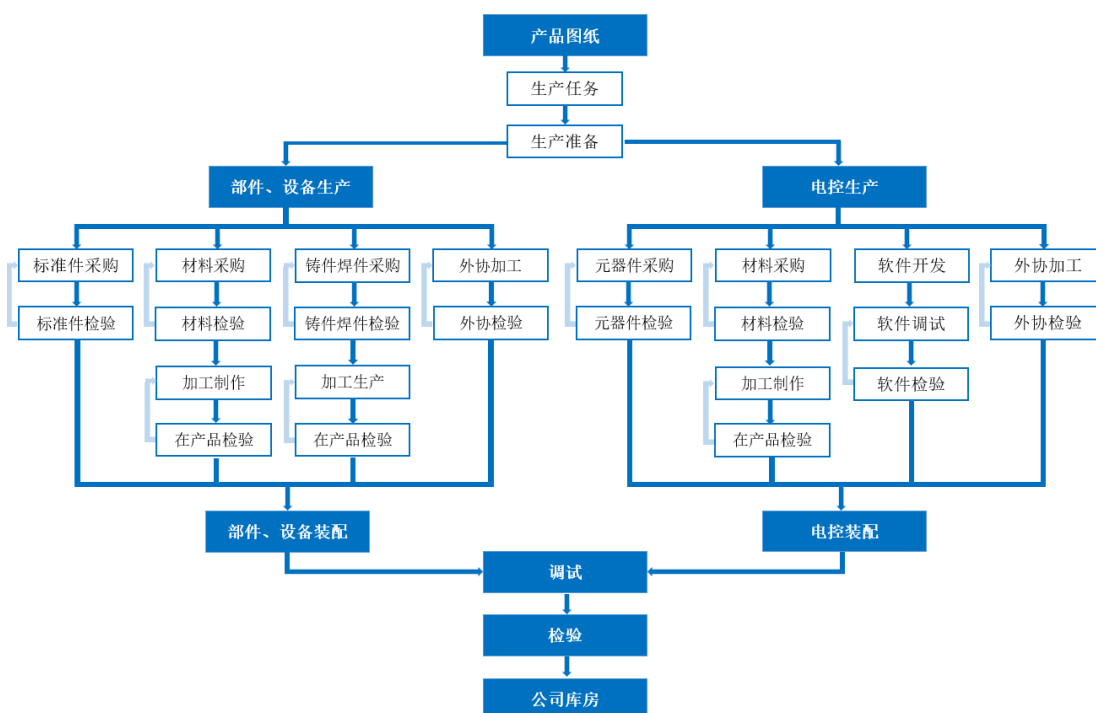 产品图纸
生产任务
生产准备
部件、设备生产
电控生产
标准件采购
材料采购
铸件焊件采购
外协加工
元器件采购
材料采购
软件开发
外协加工
标准件检验
材料检验
铸件焊件检验
外协检验
元器件检验
材料检验
软件调试
外协检验
加工制作
加工生产
加工制作
软件检验
在产品检验
在产品检验
在产品检验
部件、设备装配
电控装配
调试
检验
公司库房